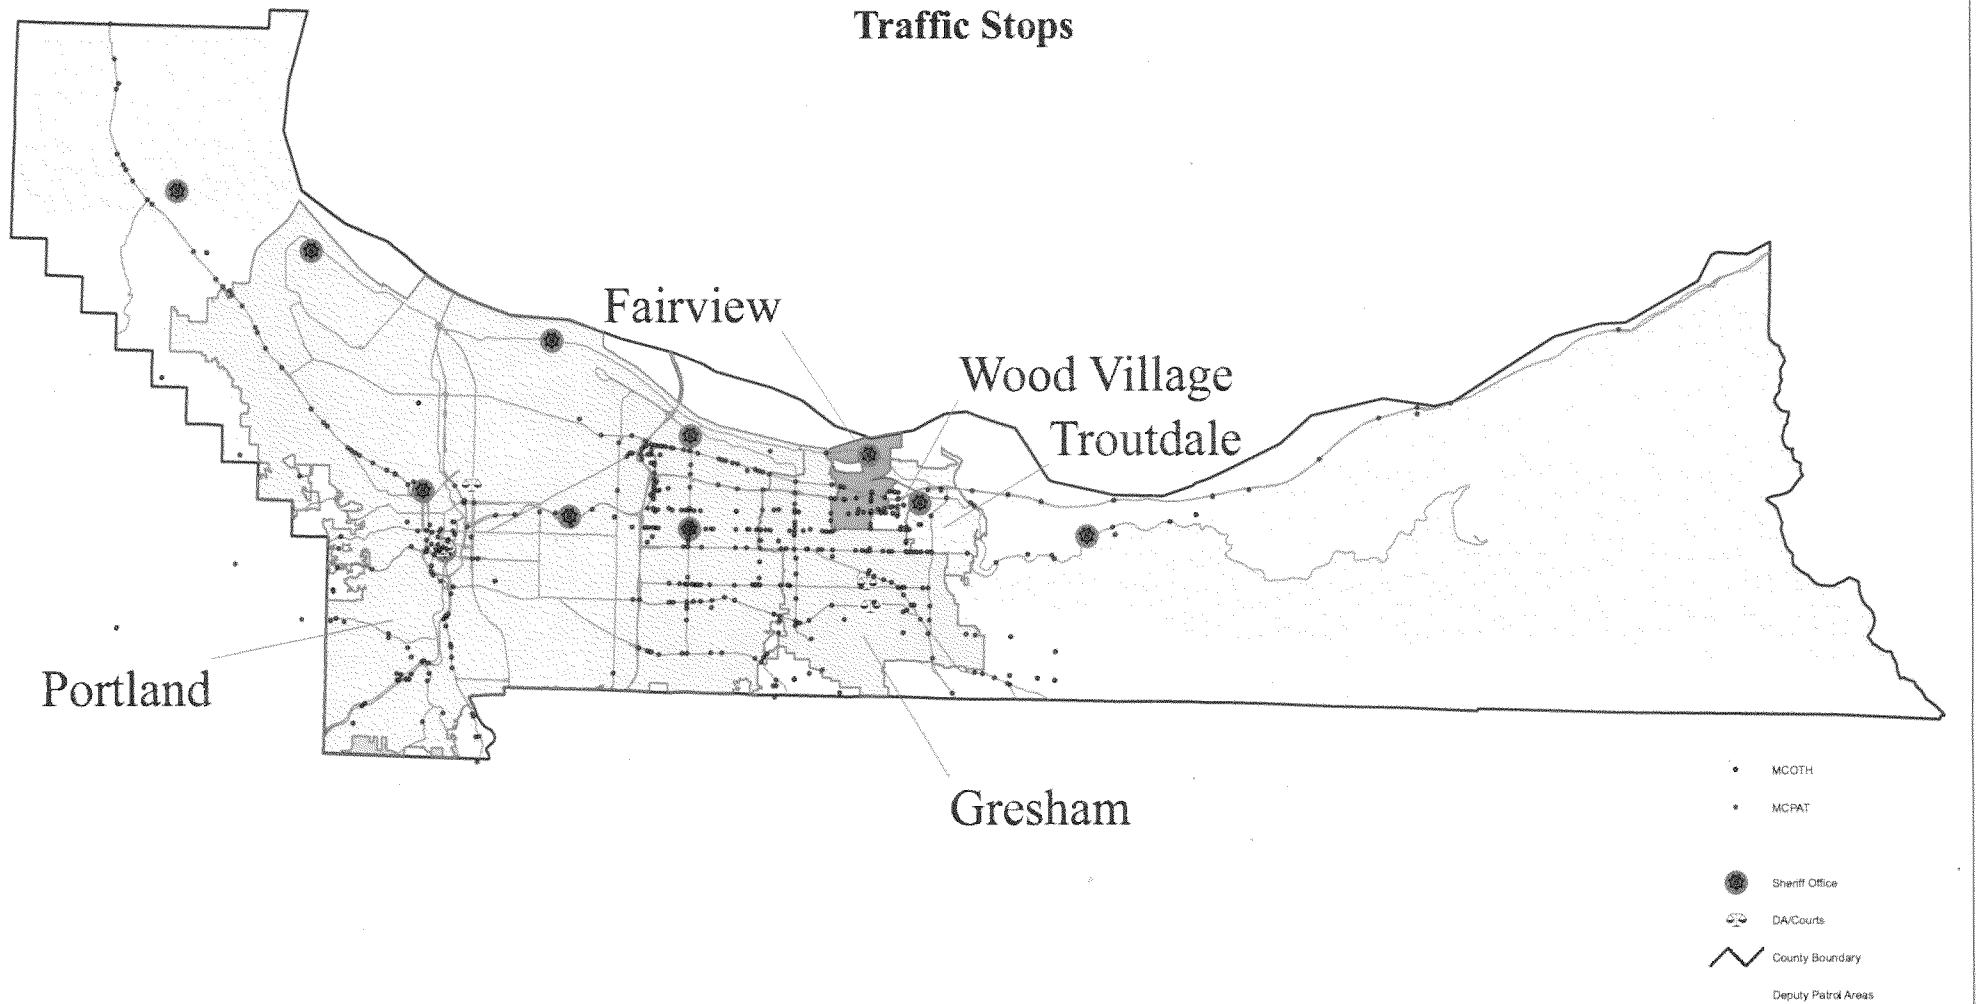 Traffic Stops
Fairview
Wood Village
Troutdale
Portland
Gresham
MCOTH
MCPAT
Sheriff Office
DA/Courts
County Boundary
Deputy Patrol Areas